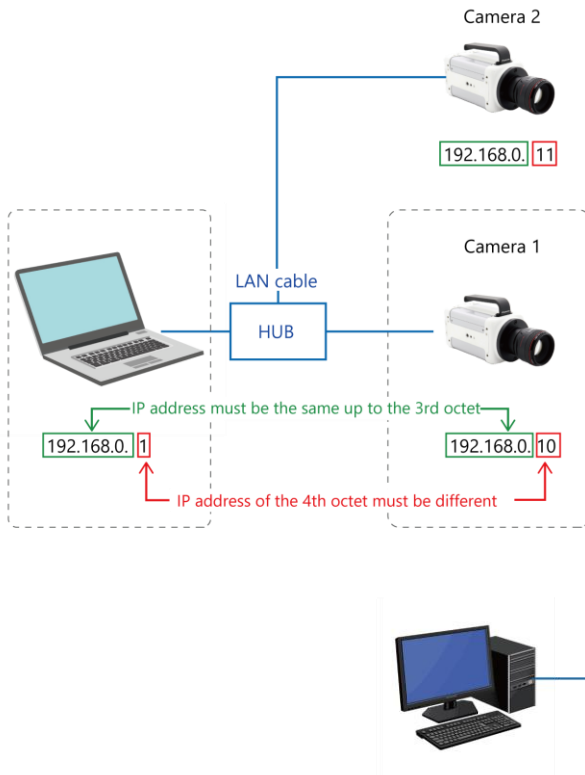 Camera 2
192.168.0. 11
Camera 1
LAN cable
HUB
IP address must be the same up to the 3rd octet
192.168.0. 1
192.168.0. 10
IP address of the 4th octet must be different